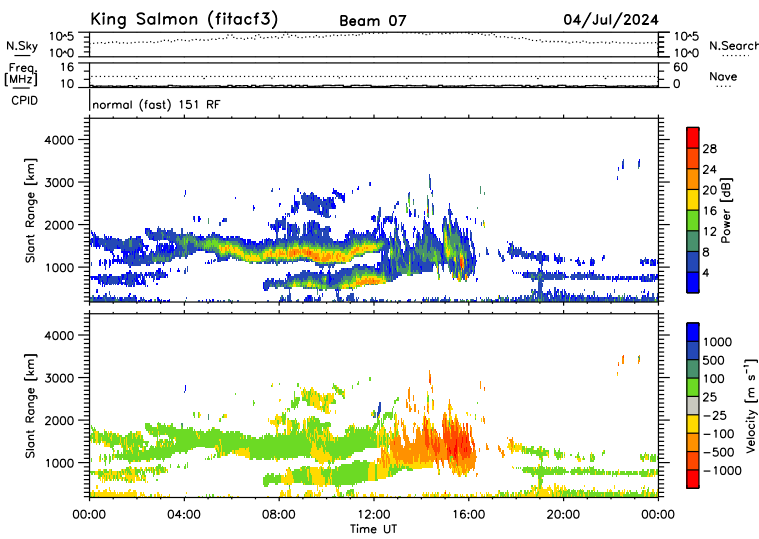 King Salmon (fitacf3) Beam 07 04/Jul/2024
N.Sky 10^5 10^0 10^5 10^0 N.Search
Freq [MHz] 16 10 60 0 Nave
CPID normal (fast) 151 RF
Slant Range [km] 4000 3000 2000 1000
28 24 20 16 12 8 4 Power [dB]
Slant Range [km] 4000 3000 2000 1000
1000 500 100 25 −25 −100 −500 −1000 Velocity [m s⁻¹]
00:00 04:00 08:00 12:00 16:00 20:00 00:00
Time UT